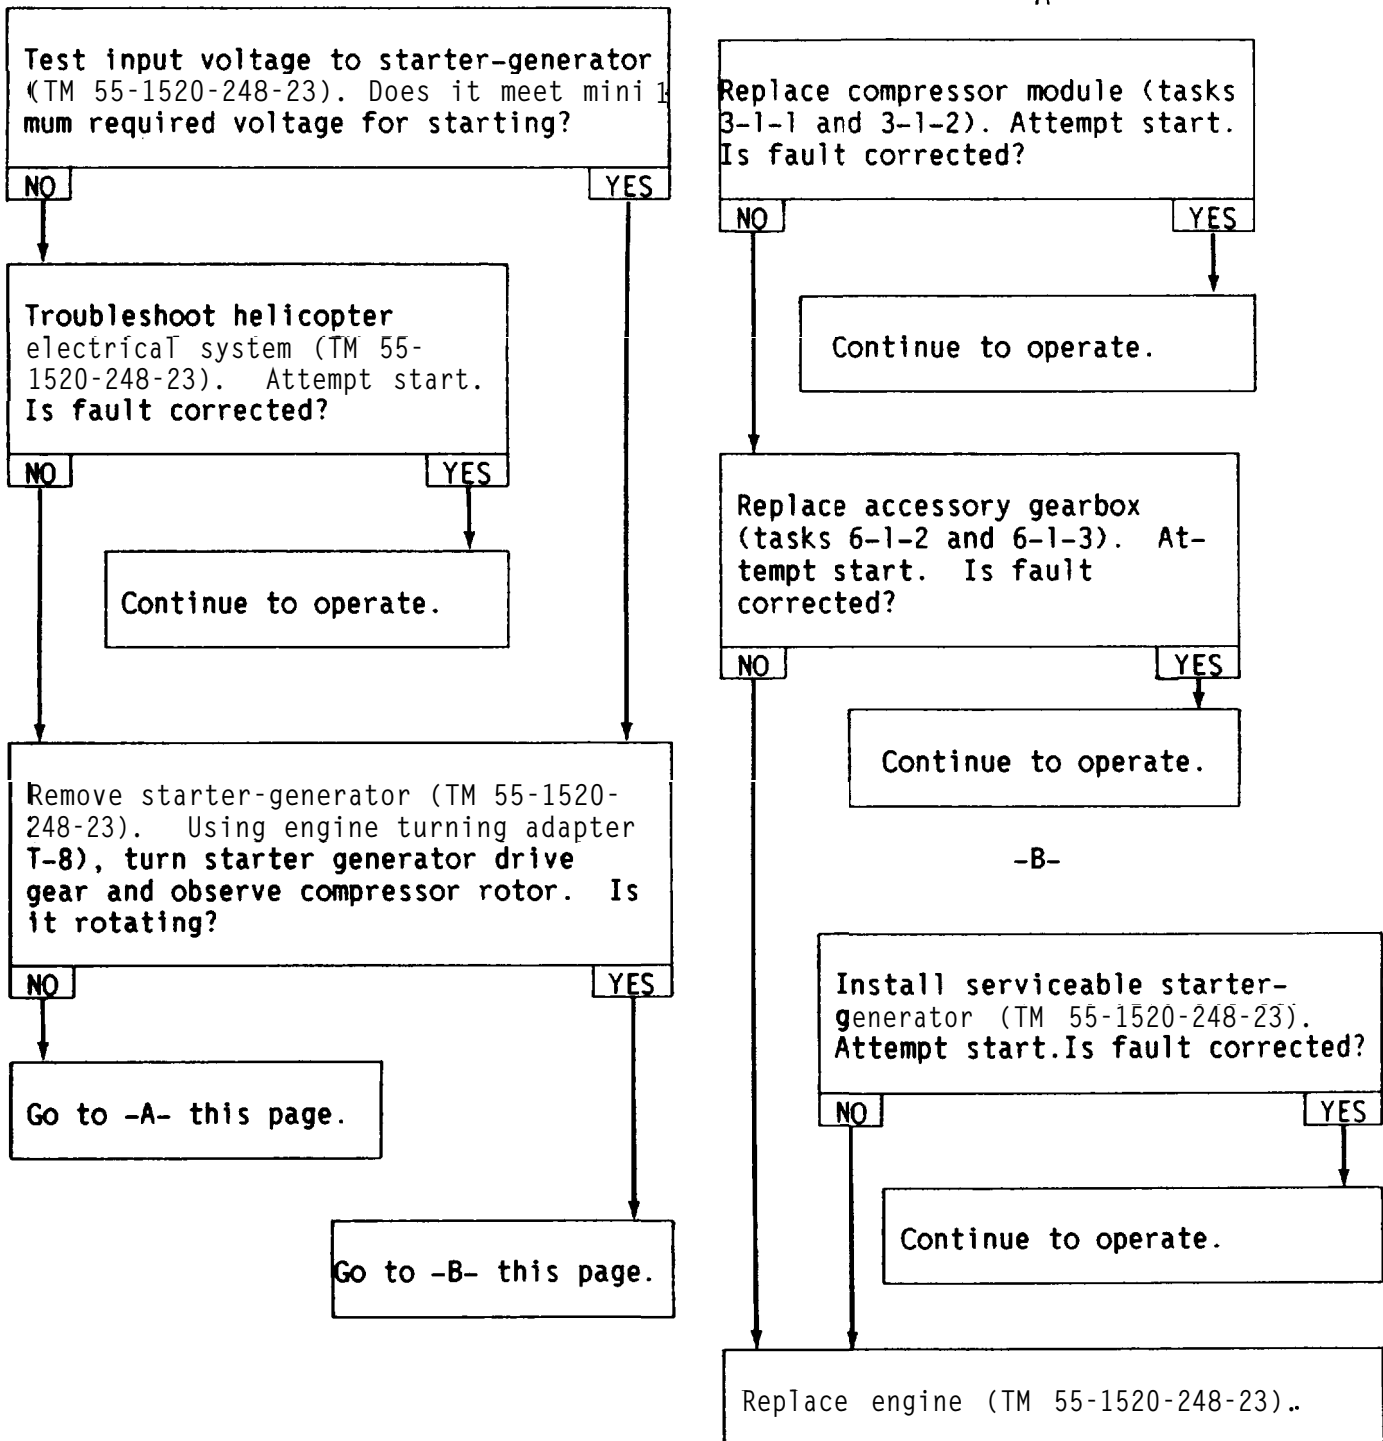 Test input voltage to starter-generator
(TM 55-1520-248-23). Does it meet mini 1
mum required voltage for starting?
NO
YES
Troubleshoot helicopter
electrical system (TM 55-
1520-248-23). Attempt start.
Is fault corrected?
NO
YES
Continue to operate.
Remove starter-generator (TM 55-1520-
248-23). Using engine turning adapter
T-8), turn starter generator drive
gear and observe compressor rotor. Is
it rotating?
NO
YES
Go to -A- this page.
Go to -B- this page.
Replace compressor module (tasks
3-1-1 and 3-1-2). Attempt start.
Is fault corrected?
NO
YES
Continue to operate.
Replace accessory gearbox
(tasks 6-1-2 and 6-1-3). At-
tempt start. Is fault
corrected?
NO
YES
Continue to operate.
-B-
Install serviceable starter-
generator (TM 55-1520-248-23).
Attempt start.Is fault corrected?
NO
YES
Continue to operate.
Replace engine (TM 55-1520-248-23)..